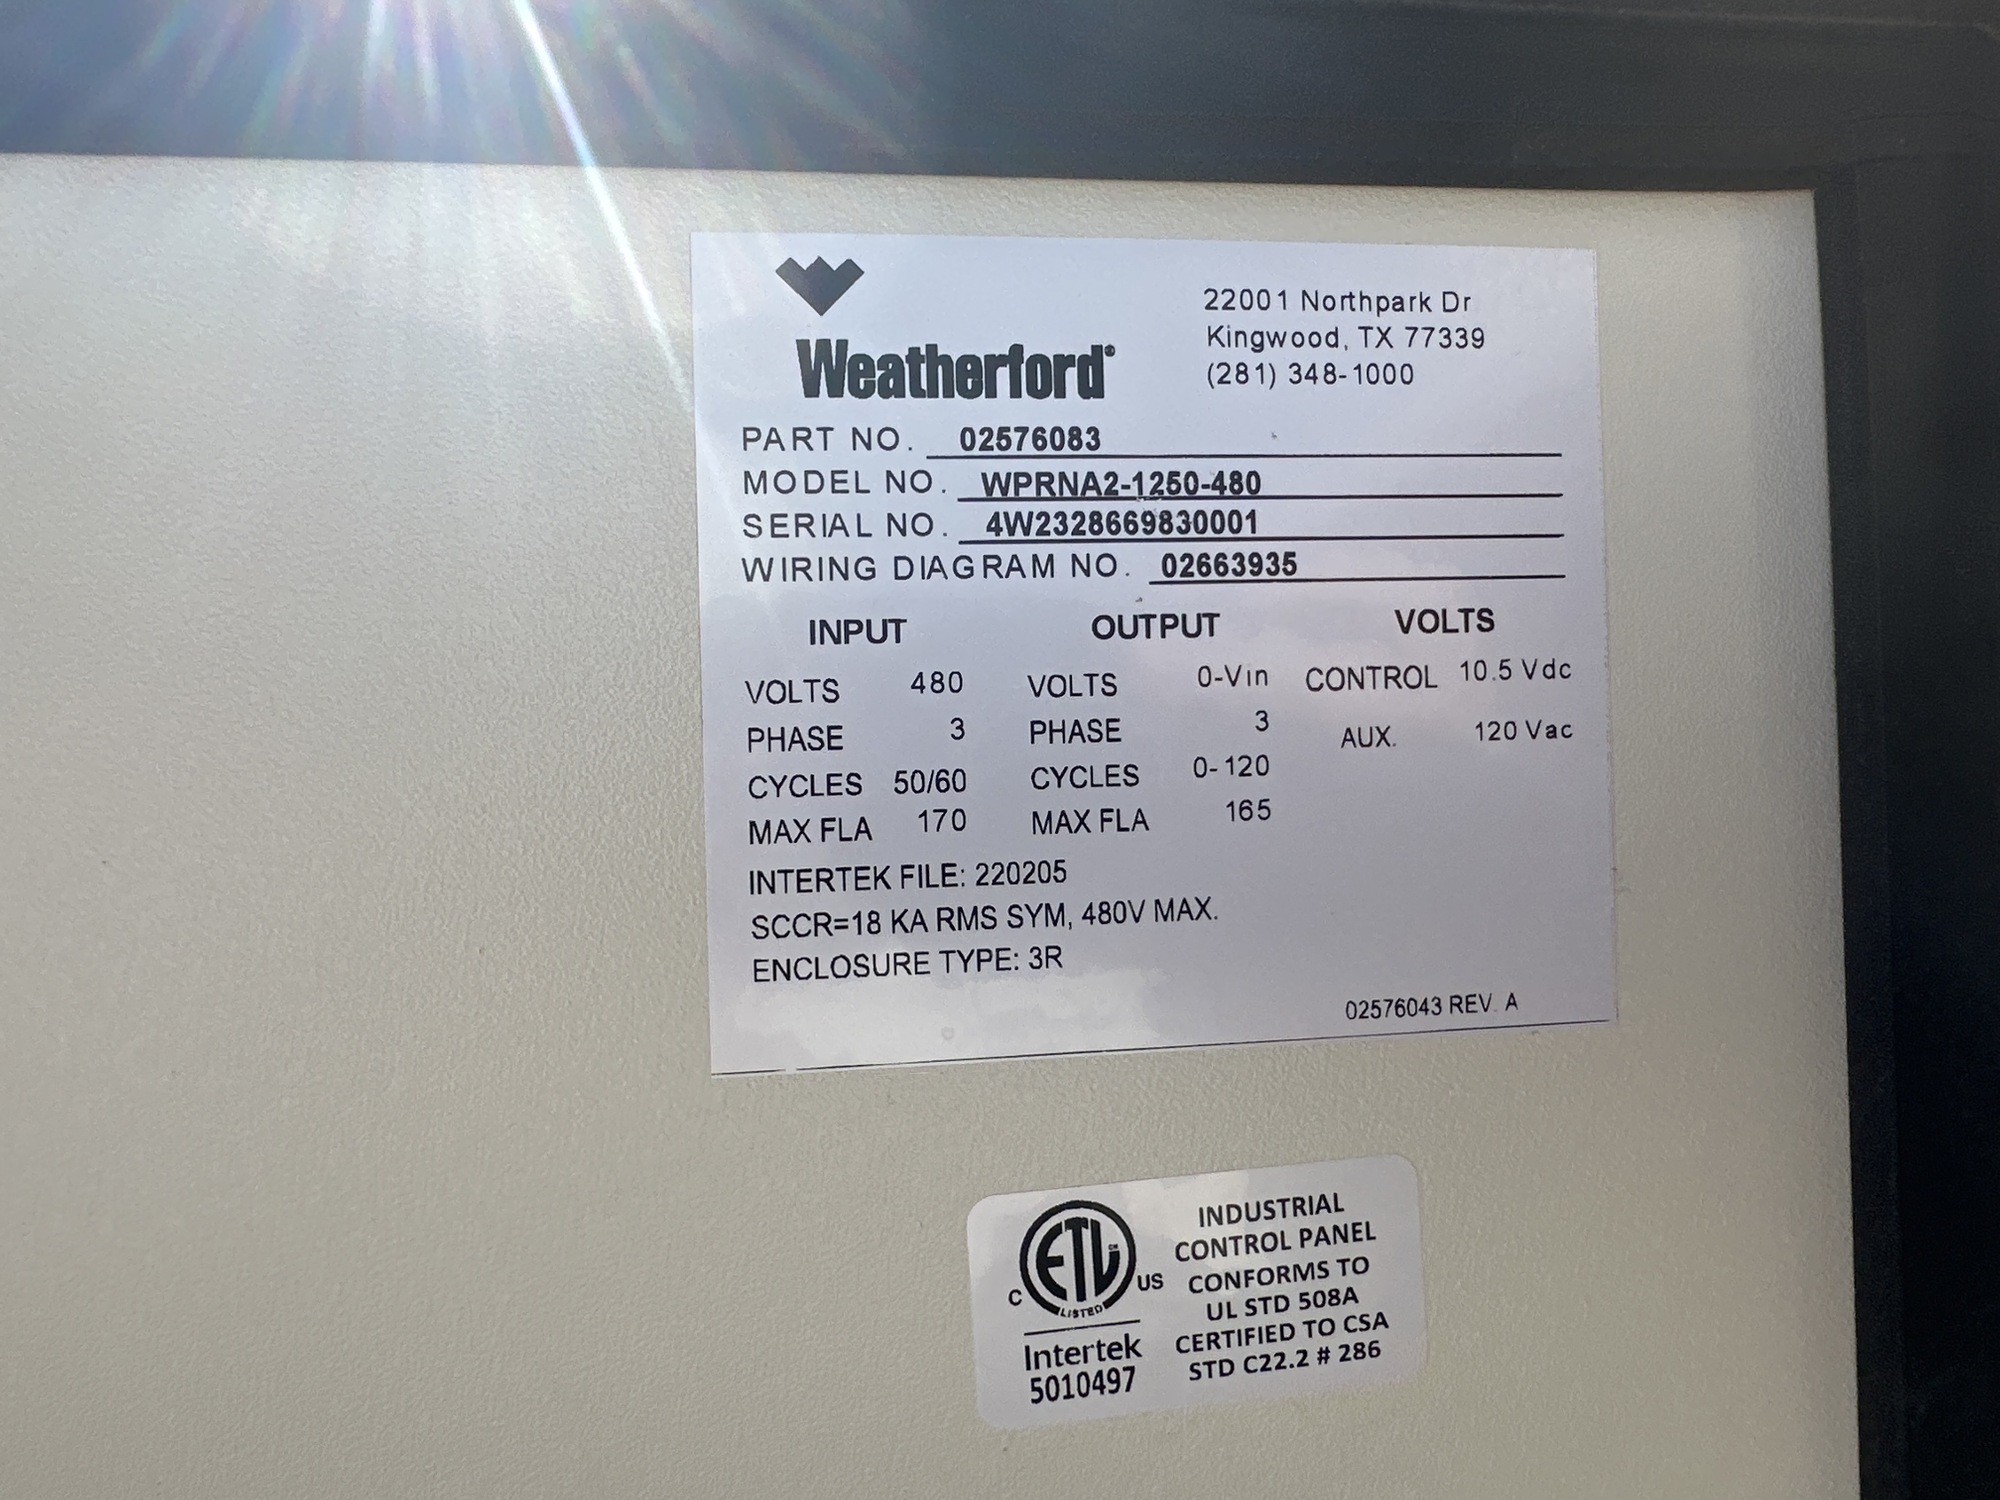 Weatherford®
22001 Northpark Dr
Kingwood, TX 77339
(281) 348-1000
PART NO. 02576083
MODEL NO. WPRNA2-1250-480
SERIAL NO. 4W2328669830001
WIRING DIAGRAM NO. 02663935
INPUT OUTPUT VOLTS
VOLTS 480 VOLTS 0-Vin CONTROL 10.5 Vdc
PHASE 3 PHASE 3 AUX. 120 Vac
CYCLES 50/60 CYCLES 0-120
MAX FLA 170 MAX FLA 165
INTERTEK FILE: 220205
SCCR=18 KA RMS SYM, 480V MAX.
ENCLOSURE TYPE: 3R
02576043 REV. A
ETL CM
LISTED
C US
Intertek
5010497
INDUSTRIAL
CONTROL PANEL
CONFORMS TO
UL STD 508A
CERTIFIED TO CSA
STD C22.2 # 286